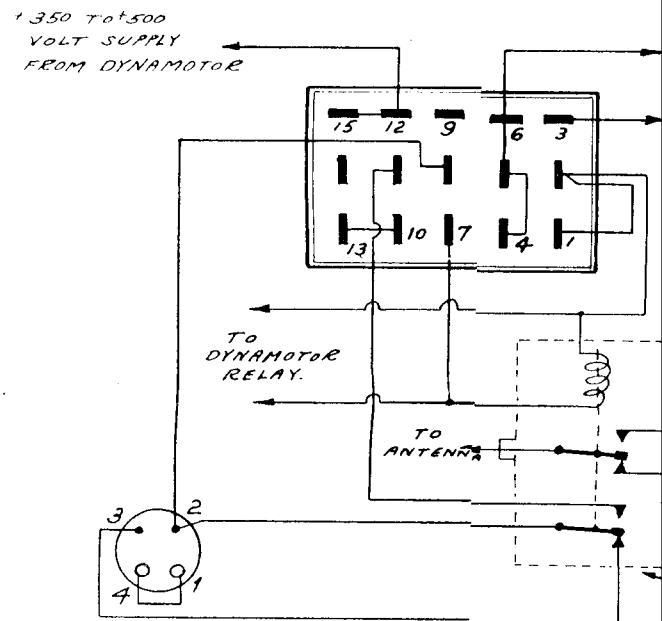 +350 TO +500
VOLT SUPPLY
FROM DYNAMOTOR
15 12 9 6 3
13 10 7 4 1
TO
DYNAMOTOR
RELAY.
TO
ANTENNA
3 2
4 1